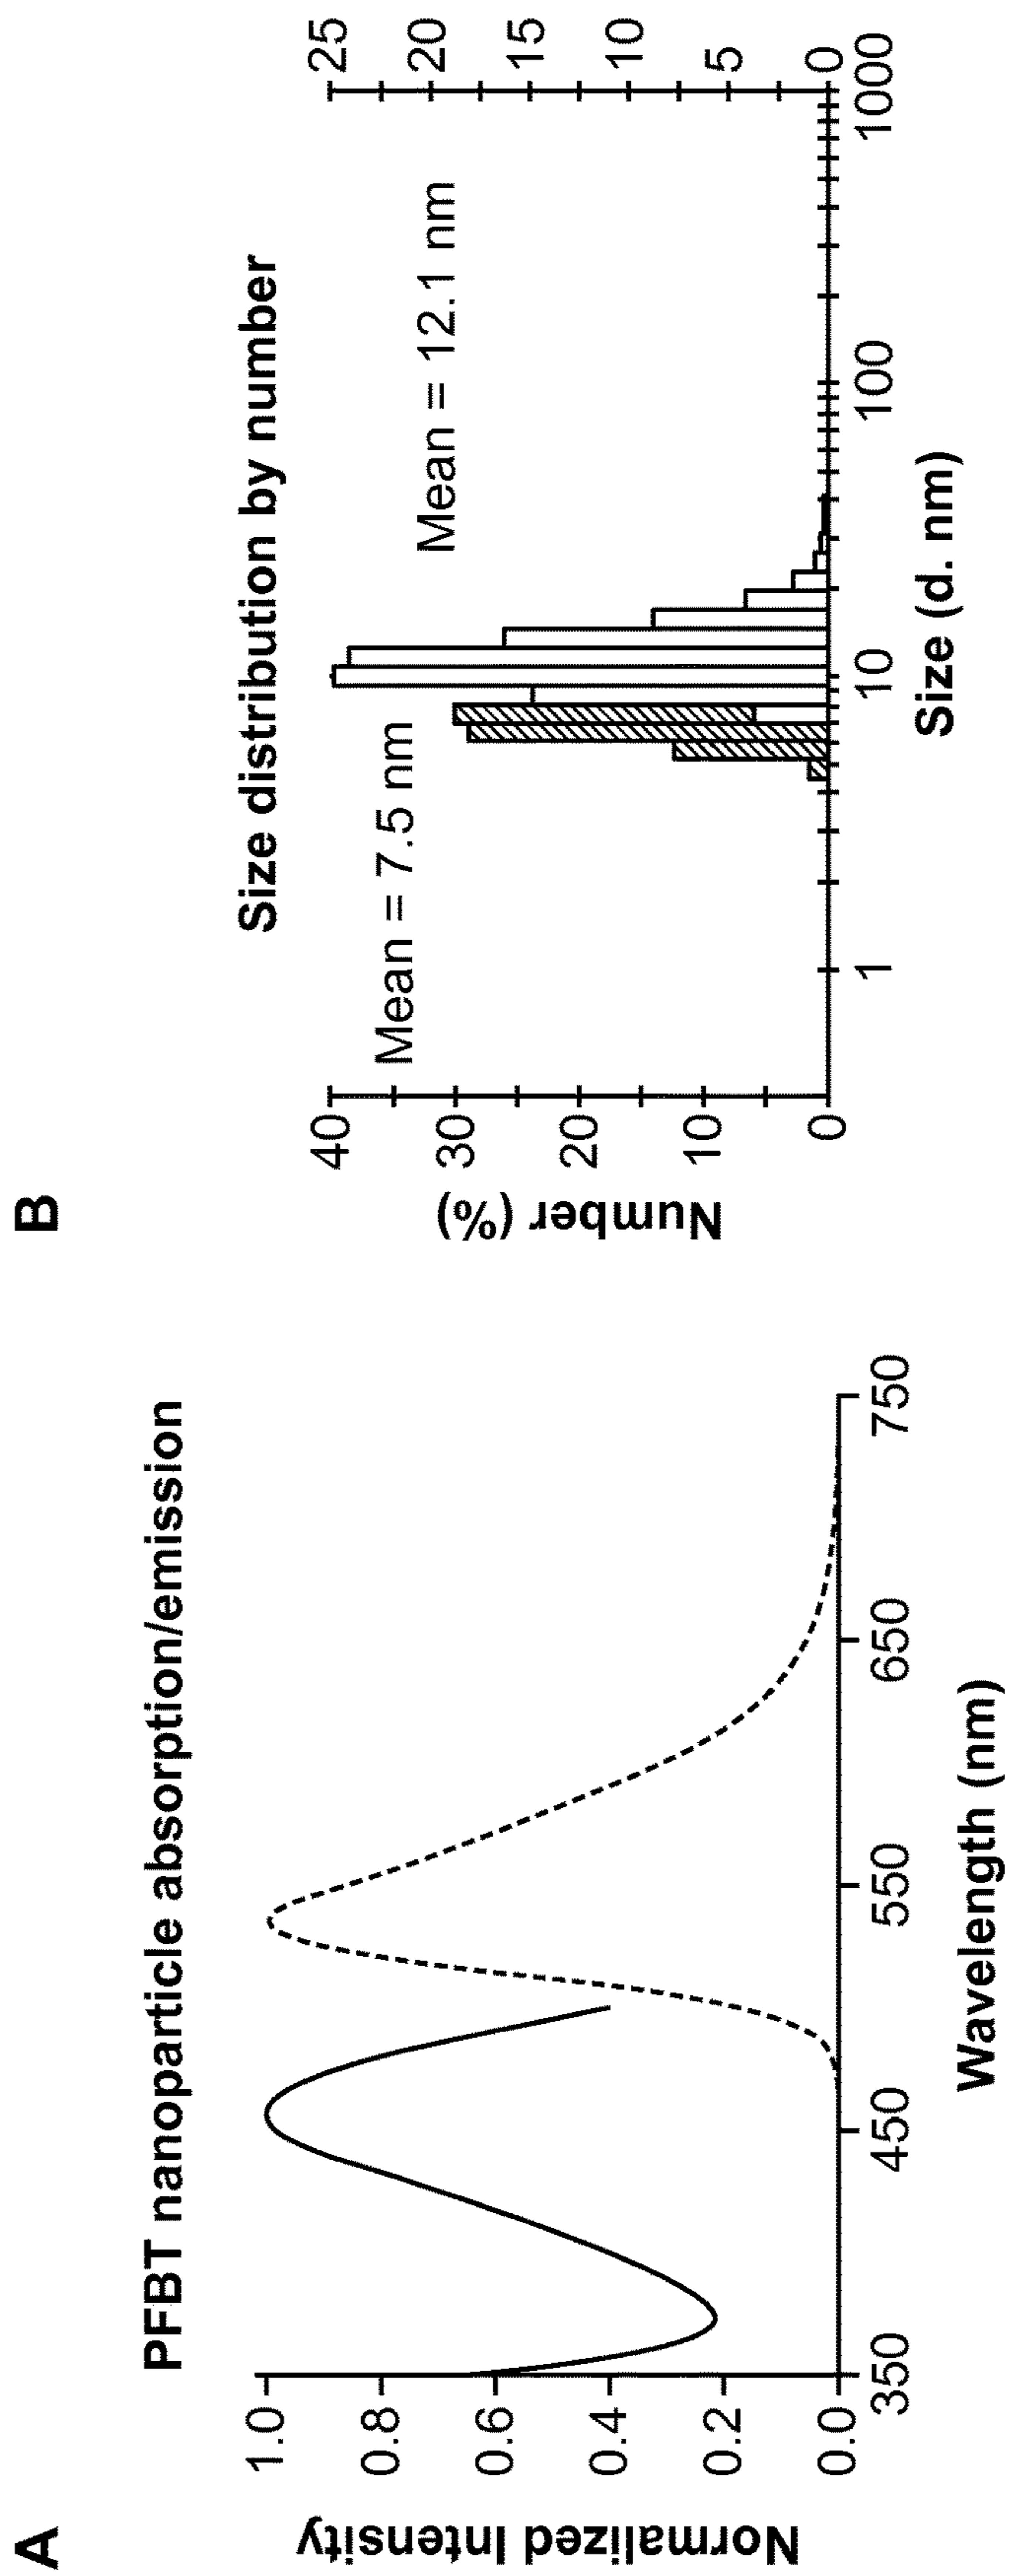 A
PFBT nanoparticle absorption/emission
Normalized Intensity
1.0
0.8
0.6
0.4
0.2
0.0
350
450
550
650
750
Wavelength (nm)
B
Size distribution by number
Mean = 7.5 nm
Mean = 12.1 nm
Number (%)
40
30
20
10
0
25
20
15
10
5
0
1
10
100
1000
Size (d. nm)